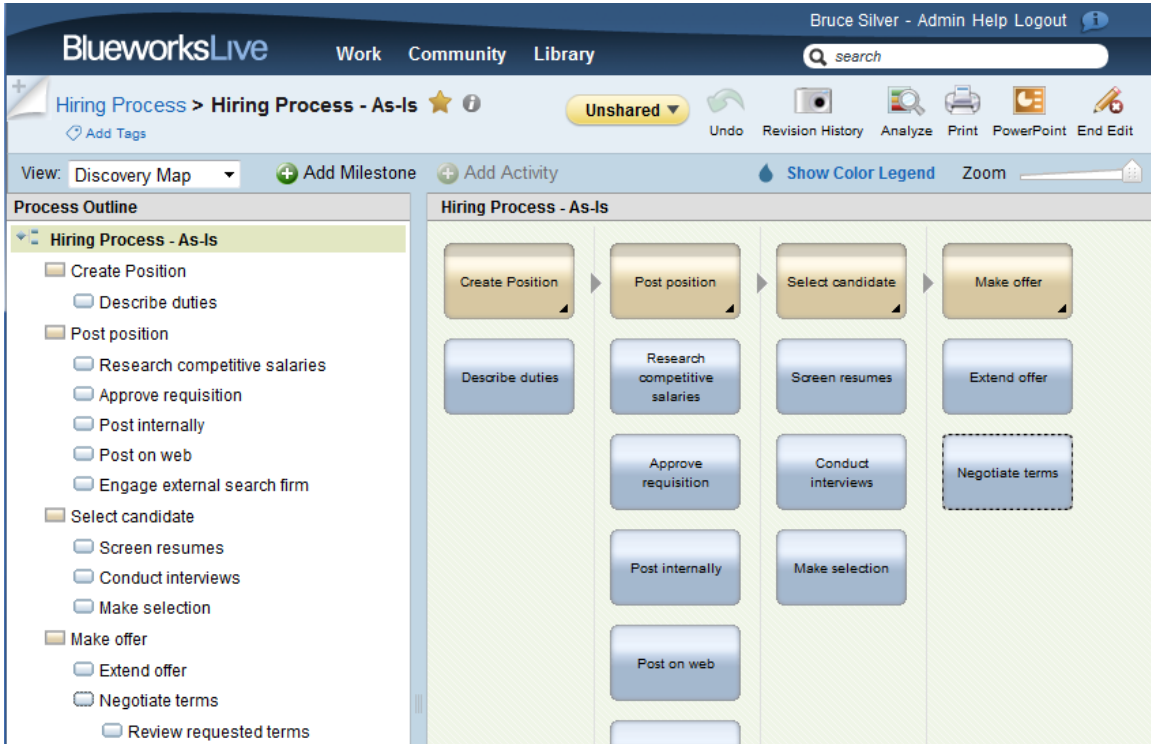 Bruce Silver - Admin Help Logout
BlueworksLive
Work Community Library
search
Hiring Process > Hiring Process - As-Is
Add Tags
Unshared
Undo Revision History Analyze Print PowerPoint End Edit
View: Discovery Map
Add Milestone
Add Activity
Show Color Legend
Zoom
Process Outline
Hiring Process - As-Is
Create Position
Describe duties
Post position
Research competitive salaries
Approve requisition
Post internally
Post on web
Engage external search firm
Select candidate
Screen resumes
Conduct interviews
Make selection
Make offer
Extend offer
Negotiate terms
Review requested terms
Hiring Process - As-Is
Create Position
Describe duties
Post position
Research
competitive
salaries
Approve
requisition
Post internally
Post on web
Select candidate
Screen resumes
Conduct
interviews
Make selection
Make offer
Extend offer
Negotiate terms